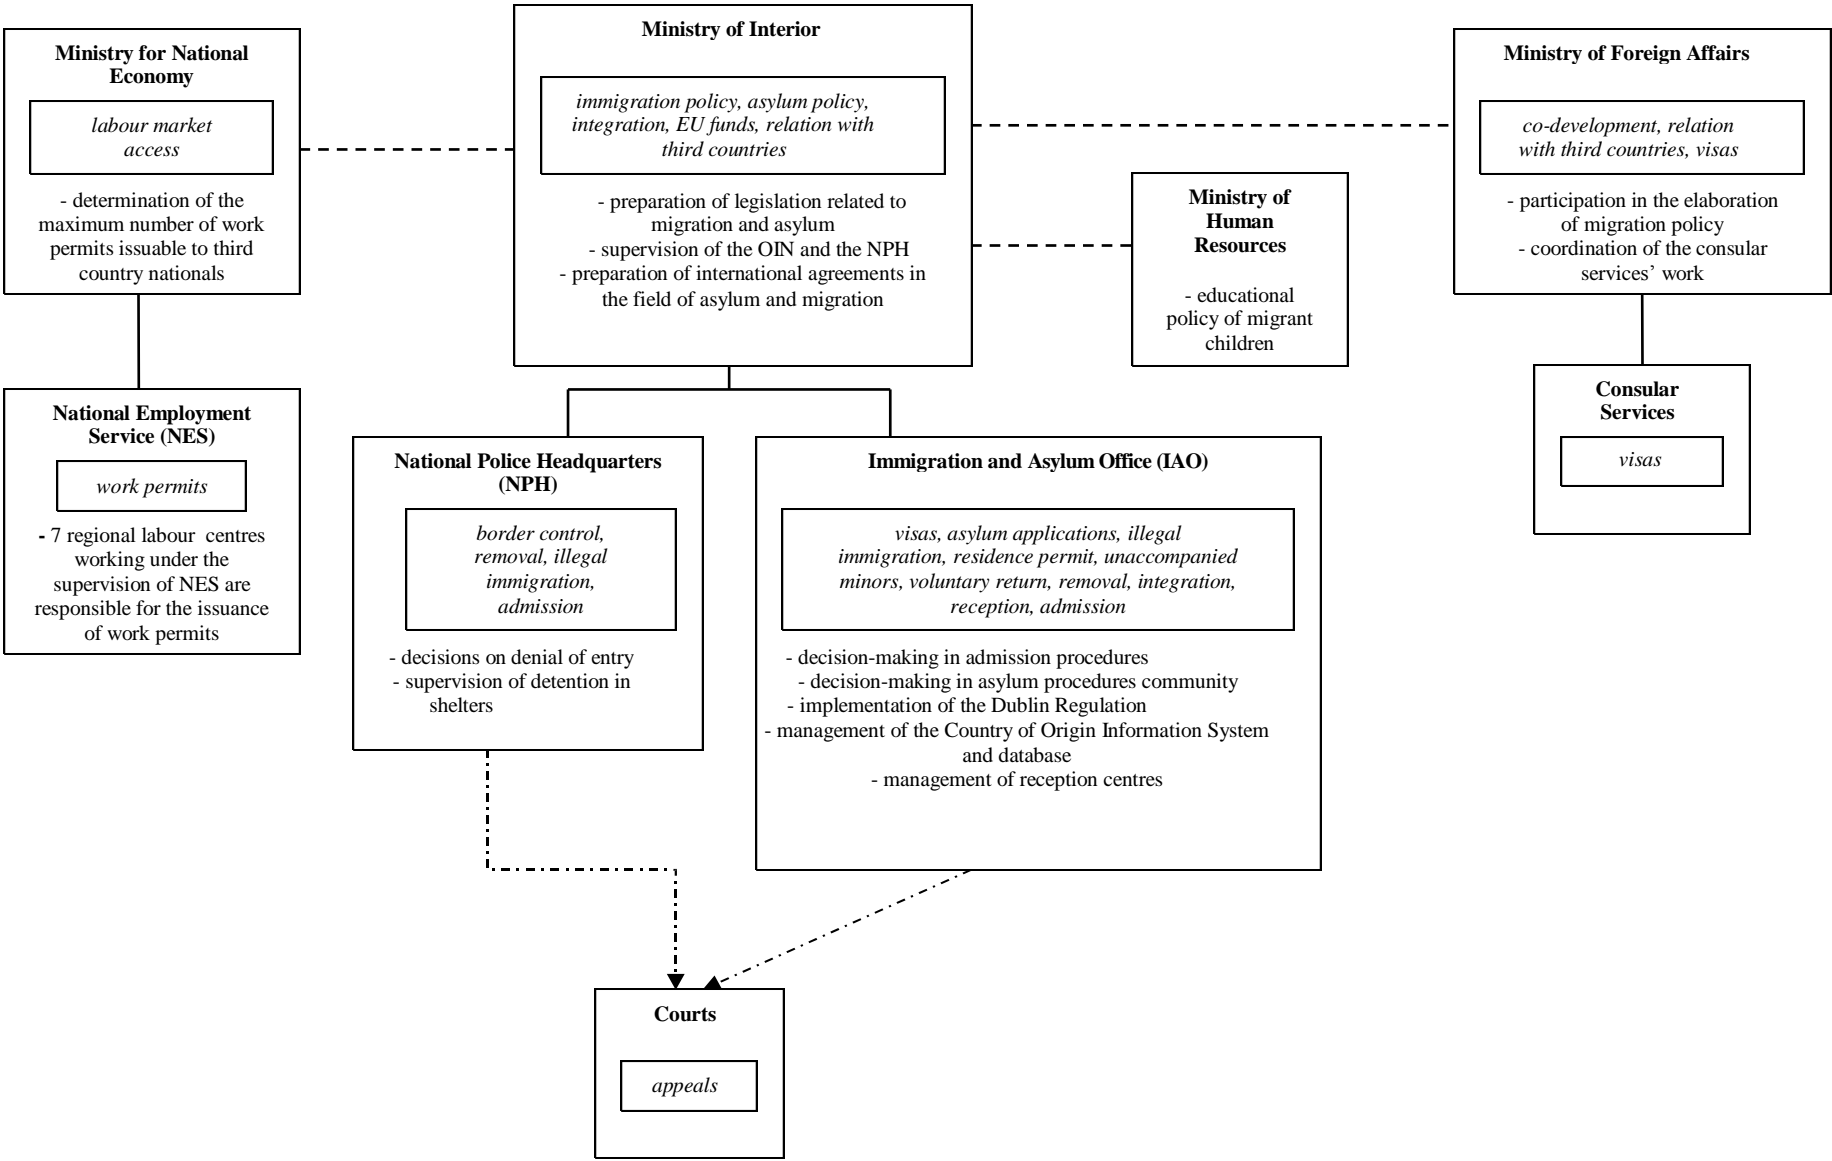 Ministry for National
Economy
labour market
access
- determination of the
maximum number of work
permits issuable to third
country nationals
Ministry of Interior
immigration policy, asylum policy,
integration, EU funds, relation with
third countries
- preparation of legislation related to
migration and asylum
- supervision of the OIN and the NPH
- preparation of international agreements in
the field of asylum and migration
Ministry of
Human
Resources
- educational
policy of migrant
children
Ministry of Foreign Affairs
co-development, relation
with third countries, visas
- participation in the elaboration
of migration policy
- coordination of the consular
services’ work
National Employment
Service (NES)
work permits
- 7 regional labour centres
working under the
supervision of NES are
responsible for the issuance
of work permits
National Police Headquarters
(NPH)
border control,
removal, illegal
immigration,
admission
- decisions on denial of entry
- supervision of detention in
shelters
Immigration and Asylum Office (IAO)
visas, asylum applications, illegal
immigration, residence permit, unaccompanied
minors, voluntary return, removal, integration,
reception, admission
- decision-making in admission procedures
- decision-making in asylum procedures community
- implementation of the Dublin Regulation
- management of the Country of Origin Information System
and database
- management of reception centres
Consular
Services
visas
Courts
appeals